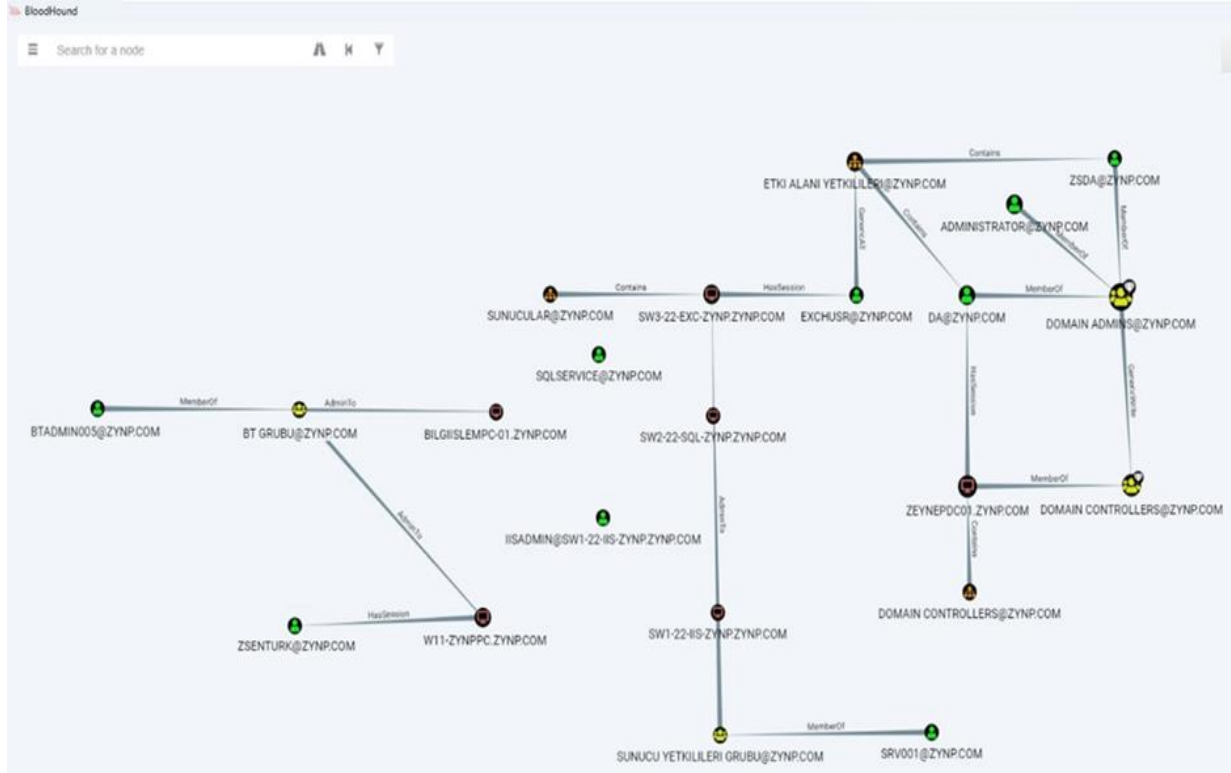 BloodHound
Search for a node
Contains
ETKI ALANI YETKILILERI@ZYNP.COM
ZSDA@ZYNP.COM
GenericAll
Contains
ADMINISTRATOR@ZYNP.COM
MemberOf
MemberOf
Contains
HasSession
MemberOf
SUNUCULAR@ZYNP.COM
SW3-22-EXC-ZYNP.ZYNP.COM
EXCHUSR@ZYNP.COM
DA@ZYNP.COM
DOMAIN ADMINS@ZYNP.COM
SQLSERVICE@ZYNP.COM
HasSession
GenericWrite
MemberOf
AdminTo
BTADMIN005@ZYNP.COM
BT GRUBU@ZYNP.COM
BILGIISLEMPC-01.ZYNP.COM
SW2-22-SQL-ZYNP.ZYNP.COM
MemberOf
ZEYNEPDC01.ZYNP.COM
DOMAIN CONTROLLERS@ZYNP.COM
AdminTo
AdminTo
IISADMIN@SW1-22-IIS-ZYNP.ZYNP.COM
Contains
DOMAIN CONTROLLERS@ZYNP.COM
HasSession
ZSENTURK@ZYNP.COM
W11-ZYNPPC.ZYNP.COM
SW1-22-IIS-ZYNP.ZYNP.COM
MemberOf
SUNUCU YETKILILERI GRUBU@ZYNP.COM
SRV001@ZYNP.COM